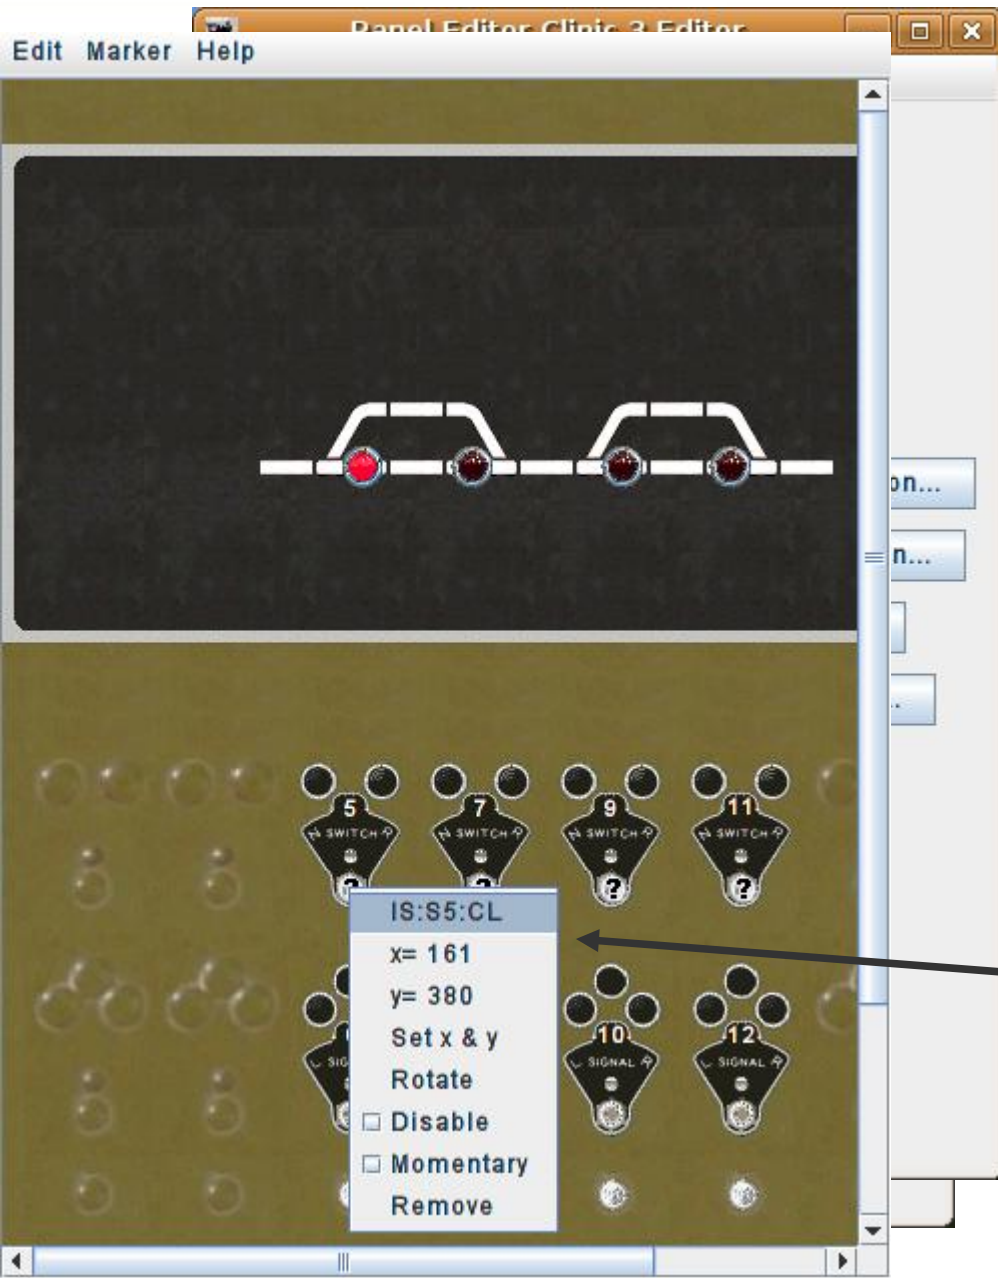 Panel Editor Clinic 3 Editor
Edit Marker Help
on...
n...
..
5 7 9 11
N SWITCH R N SWITCH R N SWITCH R N SWITCH R
? ? ? ?
IS:S5:CL
x= 161
y= 380
Set x & y
Rotate
Disable
Momentary
Remove
10 12
L SIGNAL R L SIGNAL R
L SIG